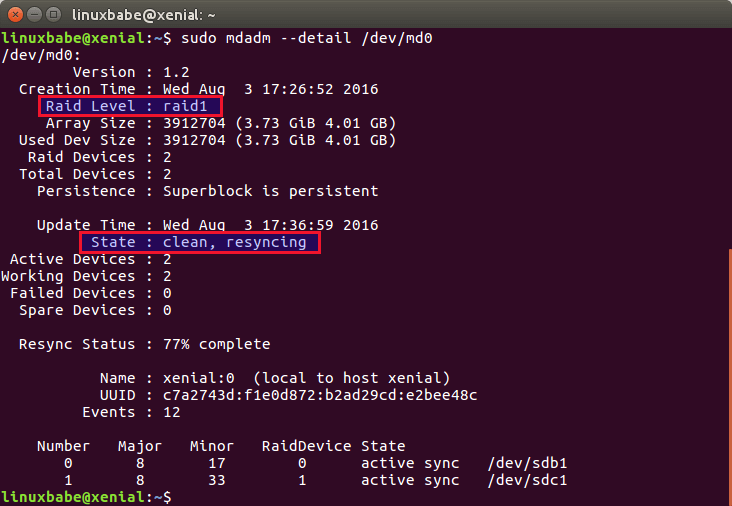 linuxbabe@xenial: ~
linuxbabe@xenial:~$ sudo mdadm --detail /dev/md0
/dev/md0:
        Version : 1.2
  Creation Time : Wed Aug  3 17:26:52 2016
     Raid Level : raid1
     Array Size : 3912704 (3.73 GiB 4.01 GB)
  Used Dev Size : 3912704 (3.73 GiB 4.01 GB)
   Raid Devices : 2
  Total Devices : 2
    Persistence : Superblock is persistent

    Update Time : Wed Aug  3 17:36:59 2016
          State : clean, resyncing
 Active Devices : 2
Working Devices : 2
 Failed Devices : 0
  Spare Devices : 0

  Resync Status : 77% complete

           Name : xenial:0  (local to host xenial)
           UUID : c7a2743d:f1e0d872:b2ad29cd:e2bee48c
         Events : 12

    Number   Major   Minor   RaidDevice State
       0       8       17        0      active sync   /dev/sdb1
       1       8       33        1      active sync   /dev/sdc1
linuxbabe@xenial:~$